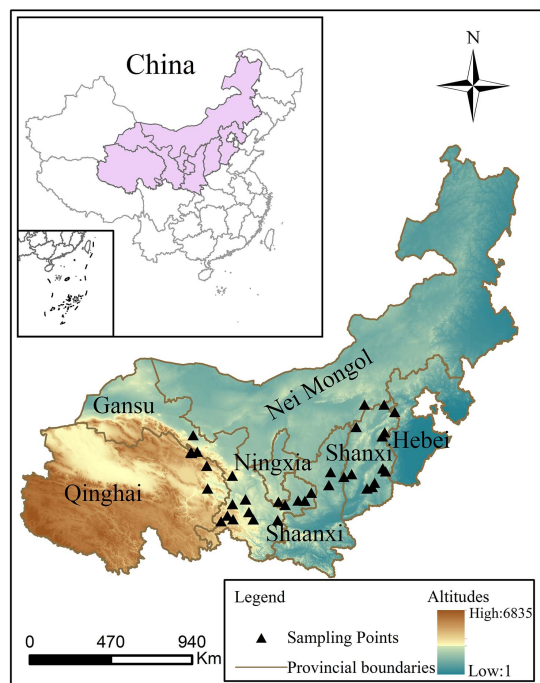 China
N
Nei Mongol
Gansu
Shanxi
Hebei
Ningxia
Qinghai
Shaanxi
Legend
Sampling Points
Provincial boundaries
Altitudes
High:6835
Low:1
0 470 940
Km